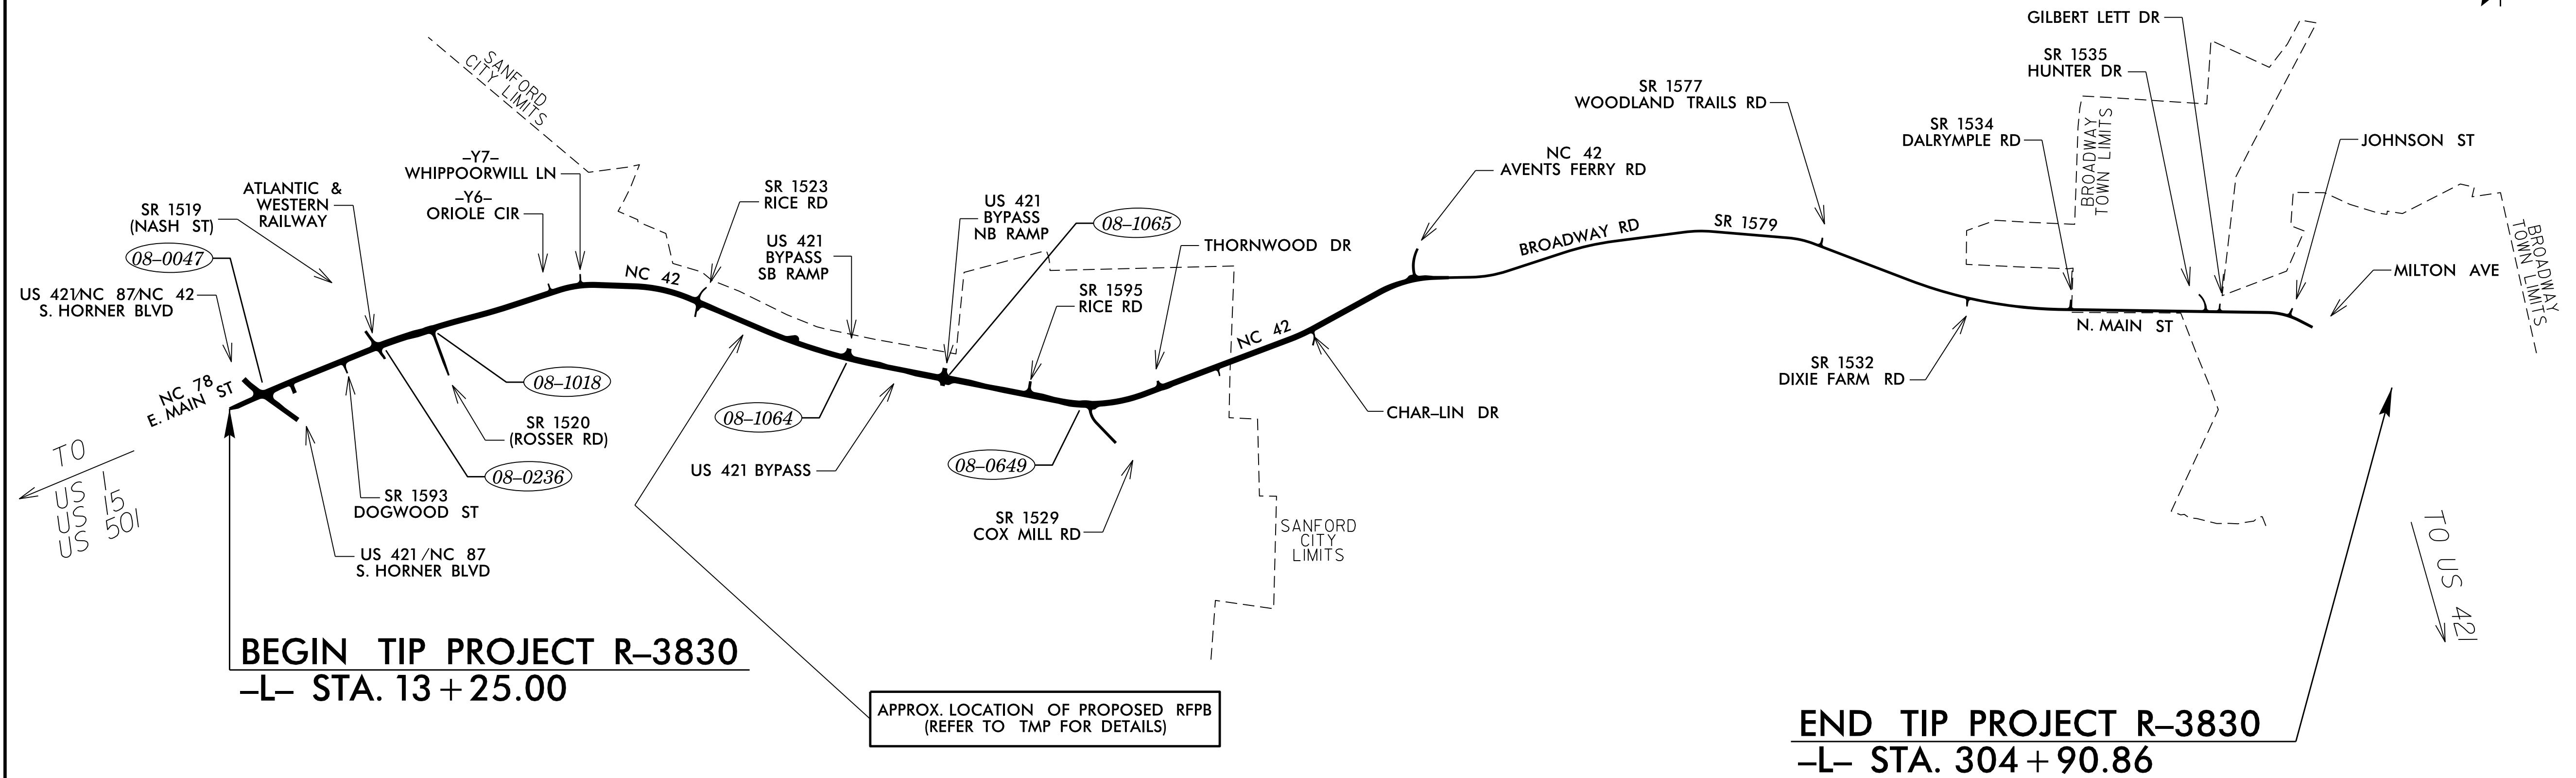 GILBERT LETT DR
SR 1535
HUNTER DR
SANFORD
CITY LIMITS
SR 1577
WOODLAND TRAILS RD
SR 1534
DALRYMPLE RD
BROADWAY
TOWN LIMITS
JOHNSON ST
–Y7–
WHIPPOORWILL LN
–Y6–
ORIOLE CIR
NC 42
AVENTS FERRY RD
ATLANTIC &
WESTERN
RAILWAY
SR 1519
(NASH ST)
SR 1523
RICE RD
US 421
BYPASS
NB RAMP
08–1065
US 421
BYPASS
SB RAMP
THORNWOOD DR
BROADWAY RD
SR 1579
BROADWAY
TOWN LIMITS
08–0047
NC 42
MILTON AVE
US 421/NC 87/NC 42
S. HORNER BLVD
SR 1595
RICE RD
NC 42
N. MAIN ST
NC 78
E. MAIN ST
08–1018
SR 1532
DIXIE FARM RD
08–1064
CHAR–LIN DR
SR 1520
(ROSSER RD)
TO
US 1
US 15
US 501
08–0236
US 421 BYPASS
08–0649
SR 1593
DOGWOOD ST
SR 1529
COX MILL RD
SANFORD
CITY
LIMITS
US 421/NC 87
S. HORNER BLVD
TO US 421
BEGIN TIP PROJECT R–3830
–L– STA. 13+25.00
APPROX. LOCATION OF PROPOSED RFPB
(REFER TO TMP FOR DETAILS)
END TIP PROJECT R–3830
–L– STA. 304+90.86